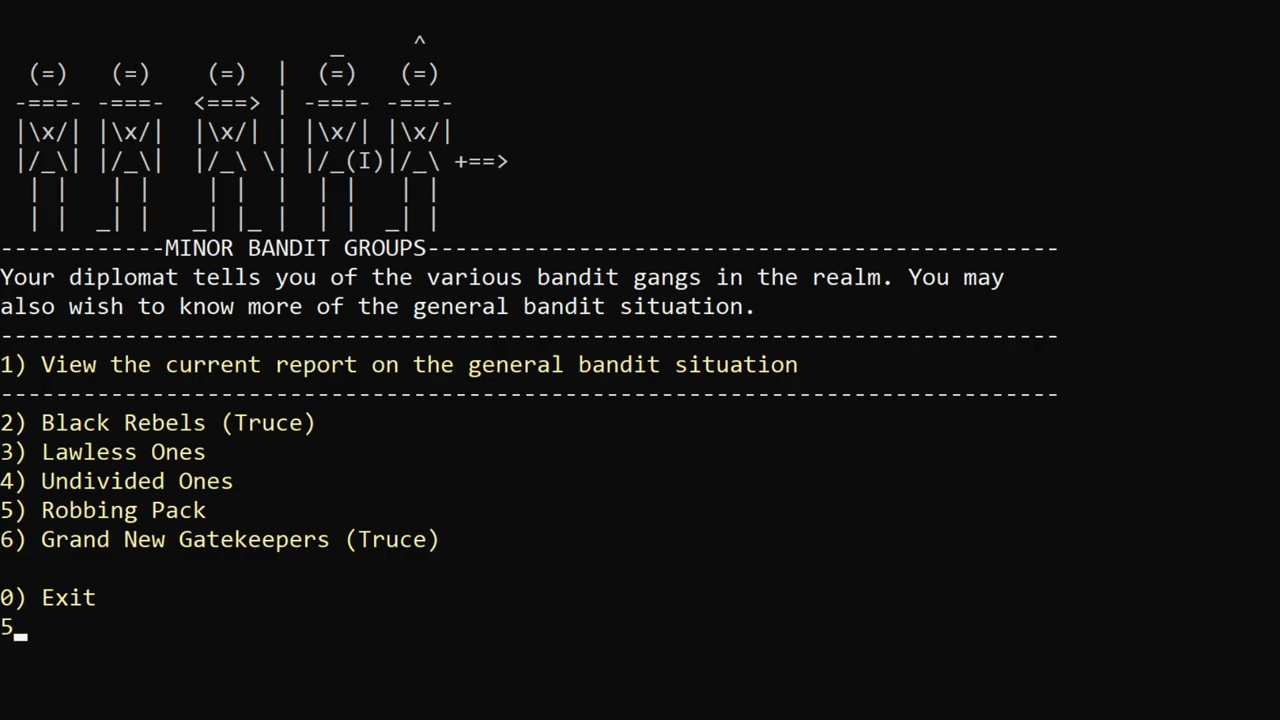 ------------MINOR BANDIT GROUPS----------------------------------------------
Your diplomat tells you of the various bandit gangs in the realm. You may
also wish to know more of the general bandit situation.
-----------------------------------------------------------------------------
1) View the current report on the general bandit situation
-----------------------------------------------------------------------------
2) Black Rebels (Truce)
3) Lawless Ones
4) Undivided Ones
5) Robbing Pack
6) Grand New Gatekeepers (Truce)
0) Exit
5_